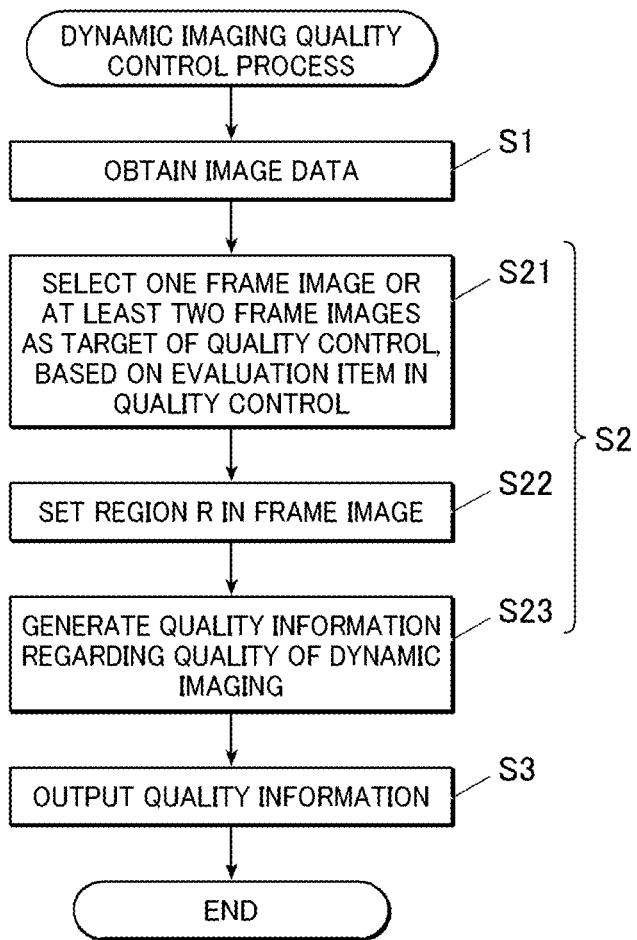 DYNAMIC IMAGING QUALITY
CONTROL PROCESS
S1
OBTAIN IMAGE DATA
S21
SELECT ONE FRAME IMAGE OR
AT LEAST TWO FRAME IMAGES
AS TARGET OF QUALITY CONTROL,
BASED ON EVALUATION ITEM IN
QUALITY CONTROL
S2
S22
SET REGION R IN FRAME IMAGE
S23
GENERATE QUALITY INFORMATION
REGARDING QUALITY OF DYNAMIC
IMAGING
S3
OUTPUT QUALITY INFORMATION
END